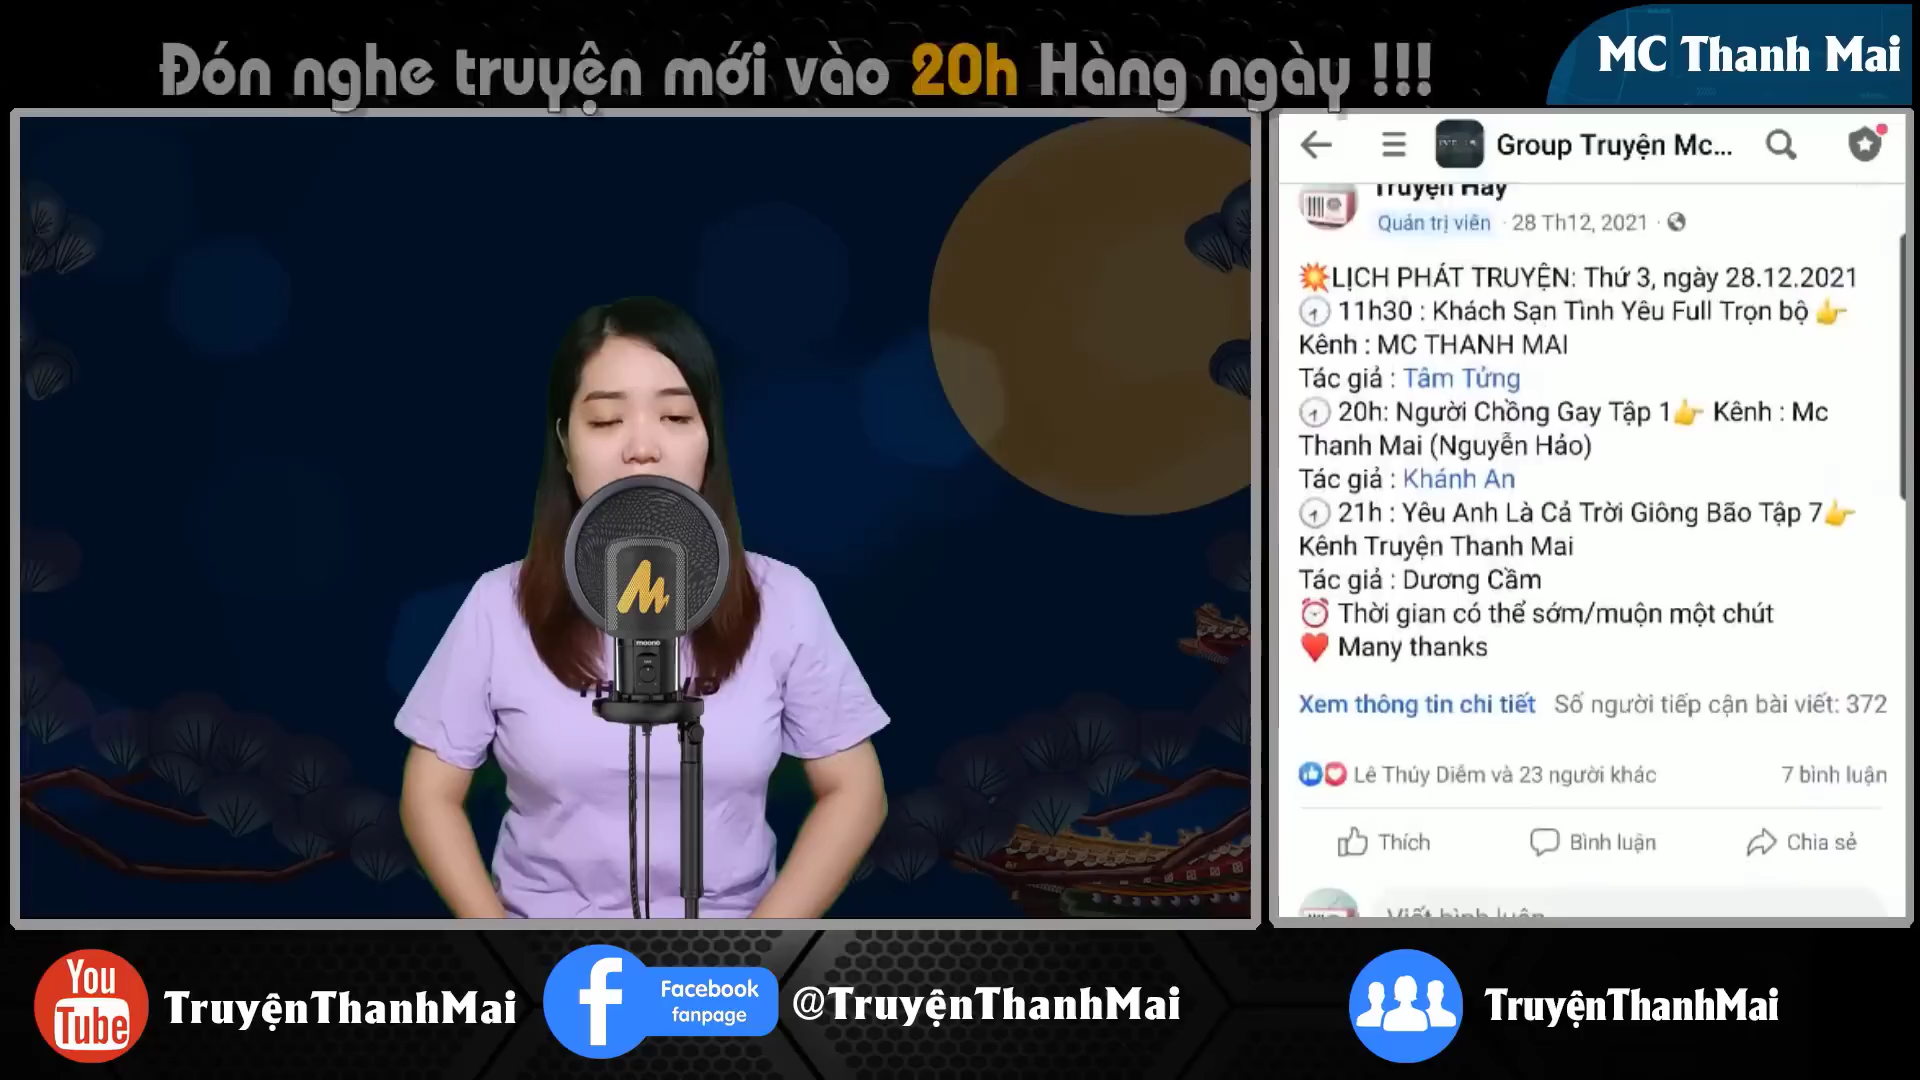 Đón nghe truyện mới vào 20h Hàng ngày !!!
MC Thanh Mai
Group Truyện Mc...
Truyện Hay
Quản trị viên · 28 Th12, 2021 ·
💥LỊCH PHÁT TRUYỆN: Thứ 3, ngày 28.12.2021
🕗 11h30 : Khách Sạn Tình Yêu Full Trọn bộ 👉
Kênh : MC THANH MAI
Tác giả : Tâm Tửng
🕗 20h: Người Chồng Gay Tập 1👉 Kênh : Mc
Thanh Mai (Nguyễn Hảo)
Tác giả : Khánh An
🕗 21h : Yêu Anh Là Cả Trời Giông Bão Tập 7👉
Kênh Truyện Thanh Mai
Tác giả : Dương Cầm
⏰ Thời gian có thể sớm/muộn một chút
❤️ Many thanks
Xem thông tin chi tiết Số người tiếp cận bài viết: 372
Lê Thúy Diễm và 23 người khác 7 bình luận
Thích Bình luận Chia sẻ
Viết bình luận
maono
You
Tube
TruyệnThanhMai
Facebook
fanpage
@TruyệnThanhMai
TruyệnThanhMai